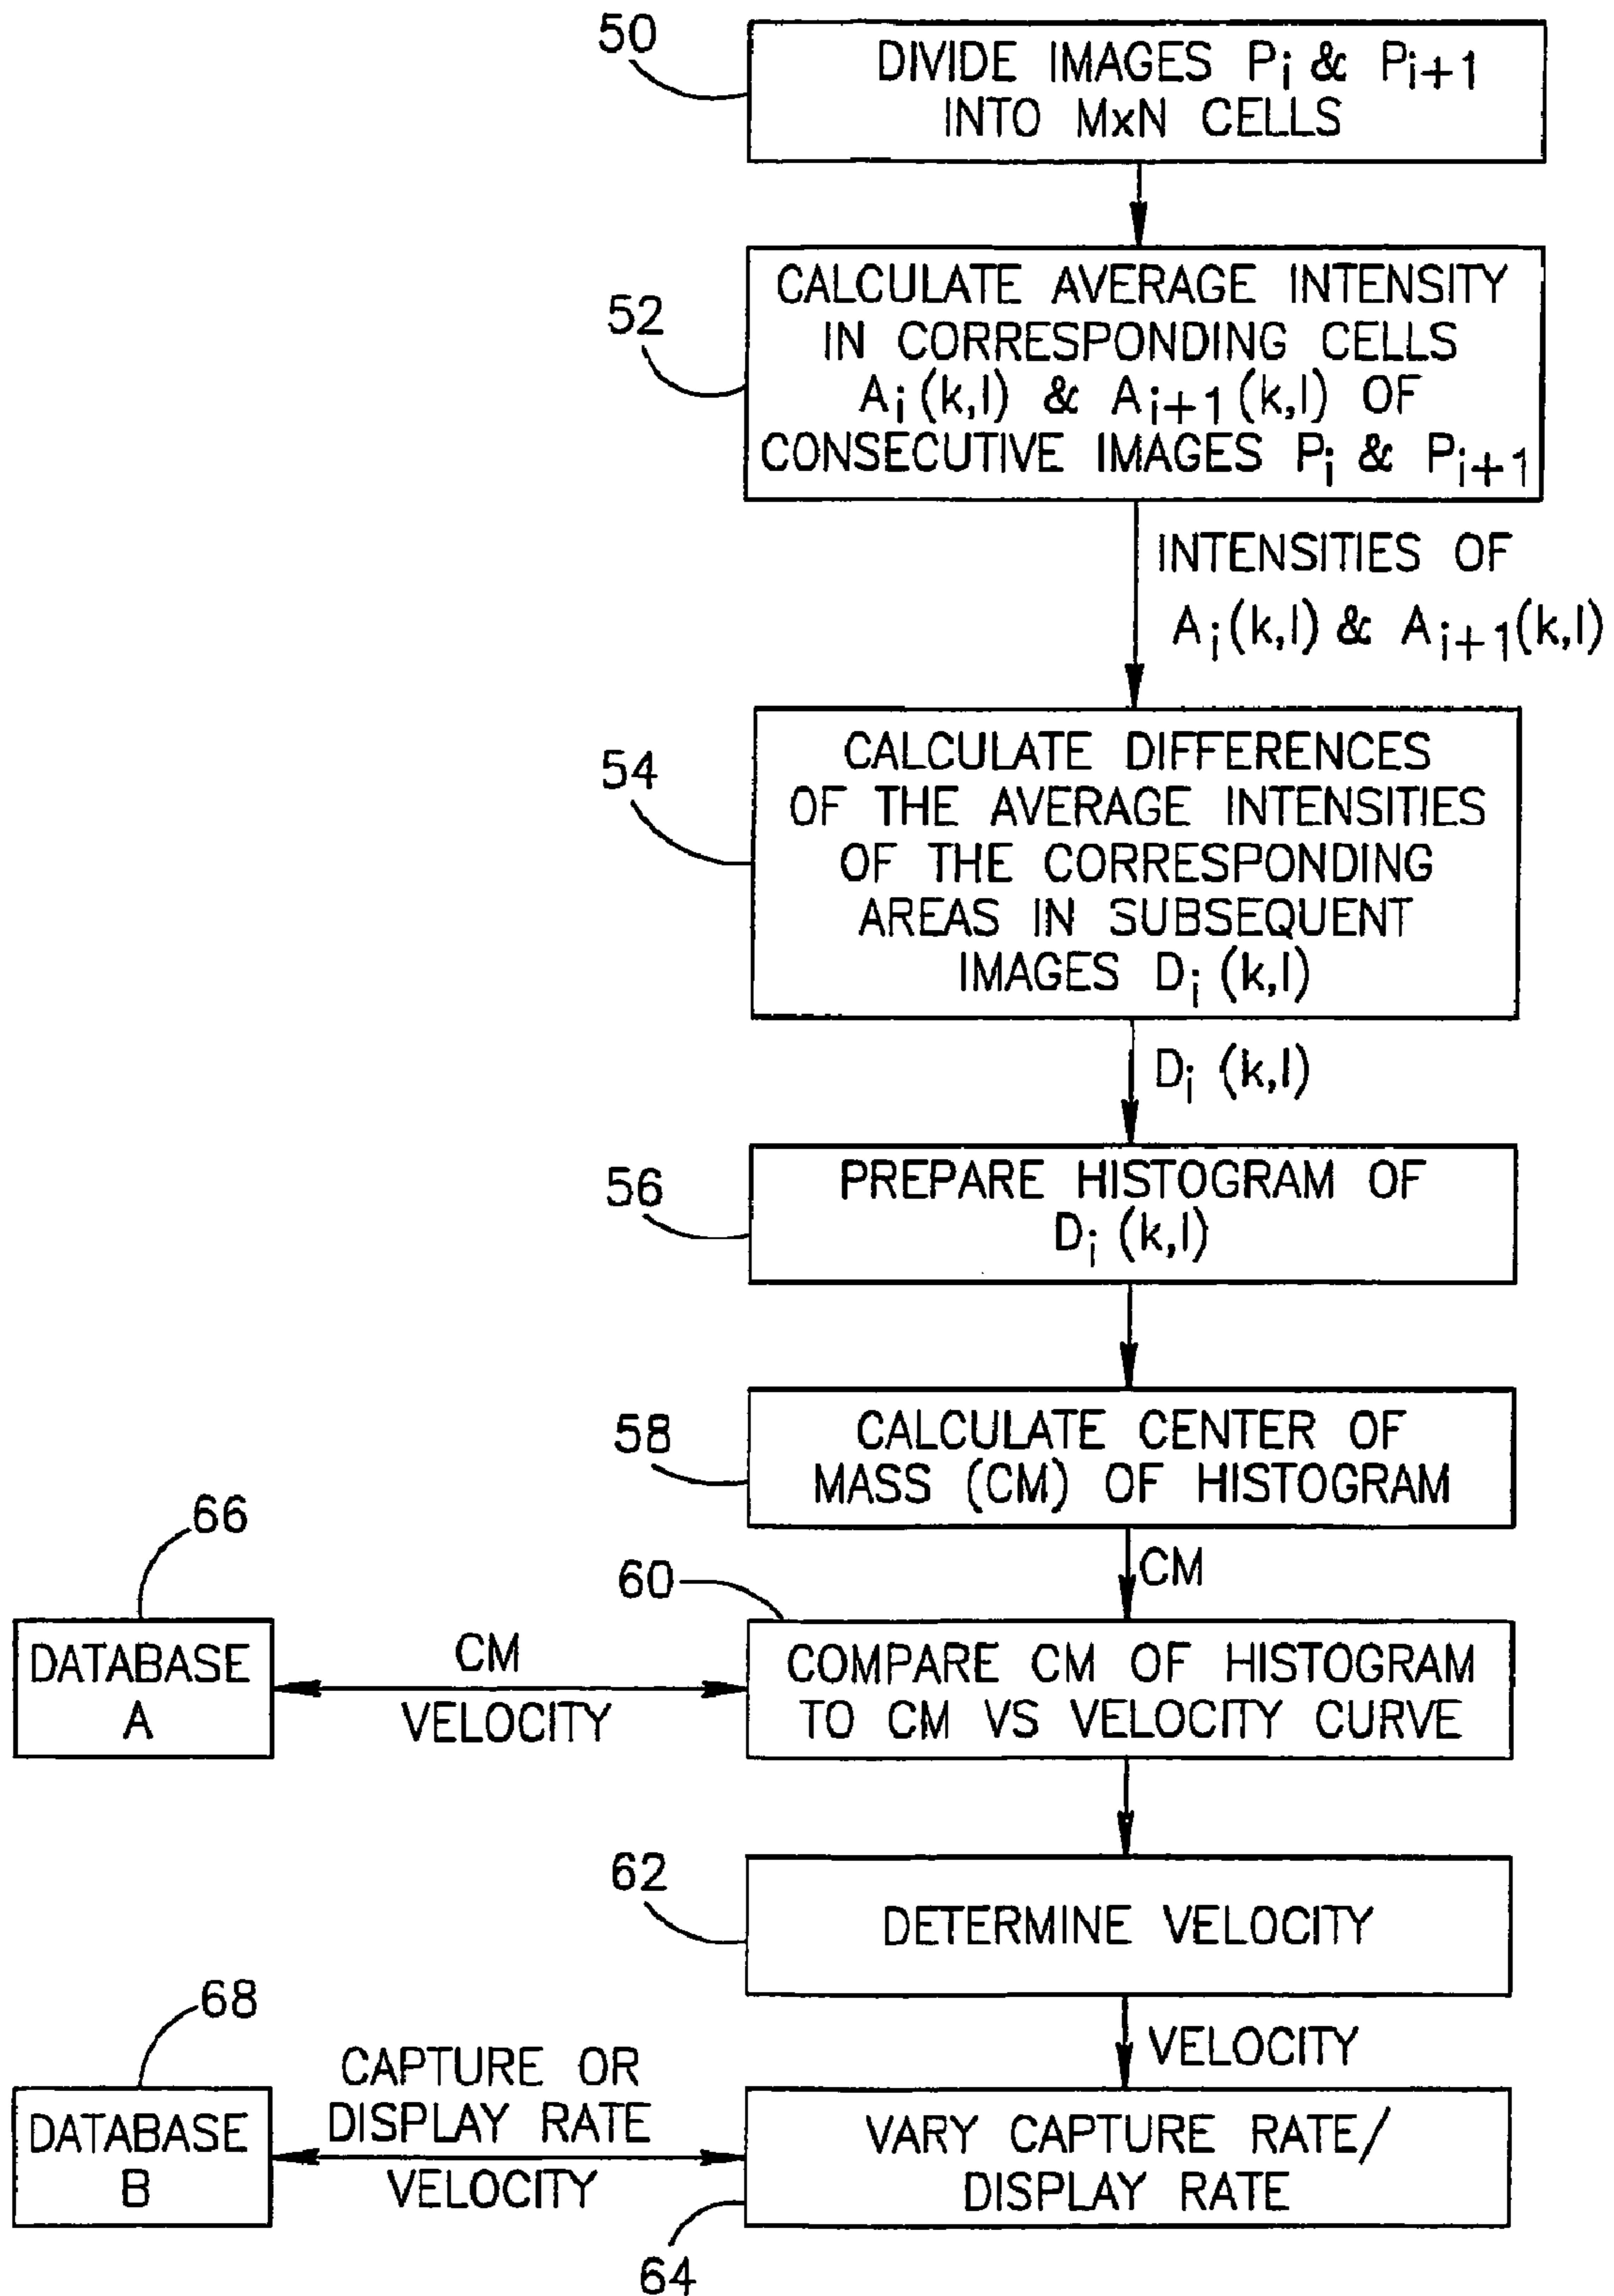 50
DIVIDE IMAGES Pi & Pi+1
INTO MxN CELLS
52
CALCULATE AVERAGE INTENSITY
IN CORRESPONDING CELLS
Ai(k,l) & Ai+1(k,l) OF
CONSECUTIVE IMAGES Pi & Pi+1
INTENSITIES OF
Ai(k,l) & Ai+1(k,l)
54
CALCULATE DIFFERENCES
OF THE AVERAGE INTENSITIES
OF THE CORRESPONDING
AREAS IN SUBSEQUENT
IMAGES Di (k,l)
Di (k,l)
56
PREPARE HISTOGRAM OF
Di (k,l)
58
CALCULATE CENTER OF
MASS (CM) OF HISTOGRAM
CM
66
60
DATABASE
A
CM
VELOCITY
COMPARE CM OF HISTOGRAM
TO CM VS VELOCITY CURVE
62
DETERMINE VELOCITY
VELOCITY
68
DATABASE
B
CAPTURE OR
DISPLAY RATE
VELOCITY
VARY CAPTURE RATE/
DISPLAY RATE
64